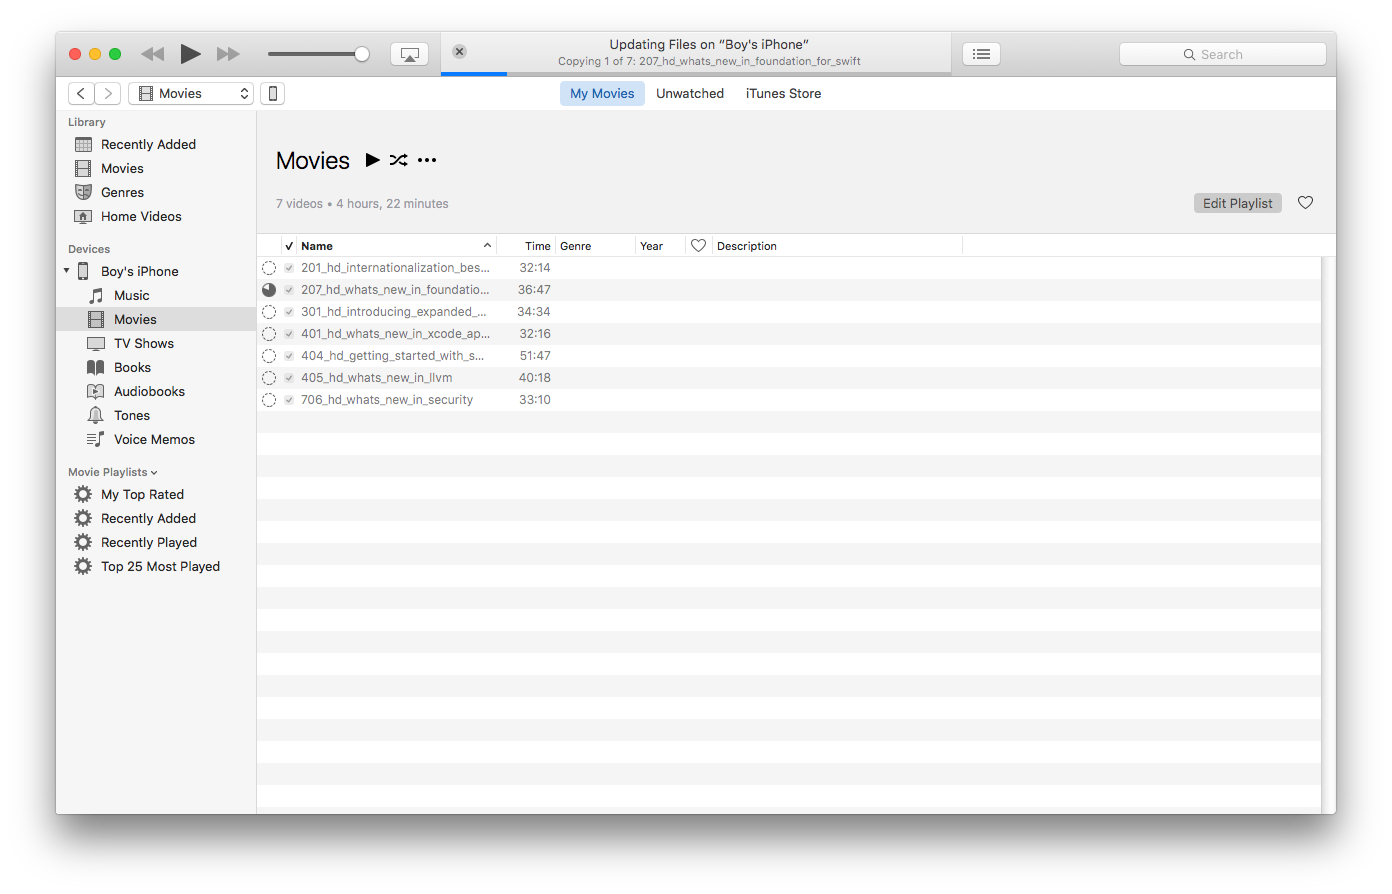 Updating Files on “Boy's iPhone”
Copying 1 of 7: 207_hd_whats_new_in_foundation_for_swift
Search
Movies
My Movies Unwatched iTunes Store
Library
Recently Added
Movies
Genres
Home Videos
Devices
Boy's iPhone
Music
Movies
TV Shows
Books
Audiobooks
Tones
Voice Memos
Movie Playlists
My Top Rated
Recently Added
Recently Played
Top 25 Most Played
Movies
7 videos • 4 hours, 22 minutes
Edit Playlist
✓ Name Time Genre Year Description
201_hd_internationalization_bes... 32:14
207_hd_whats_new_in_foundatio... 36:47
301_hd_introducing_expanded_... 34:34
401_hd_whats_new_in_xcode_ap... 32:16
404_hd_getting_started_with_s... 51:47
405_hd_whats_new_in_llvm 40:18
706_hd_whats_new_in_security 33:10